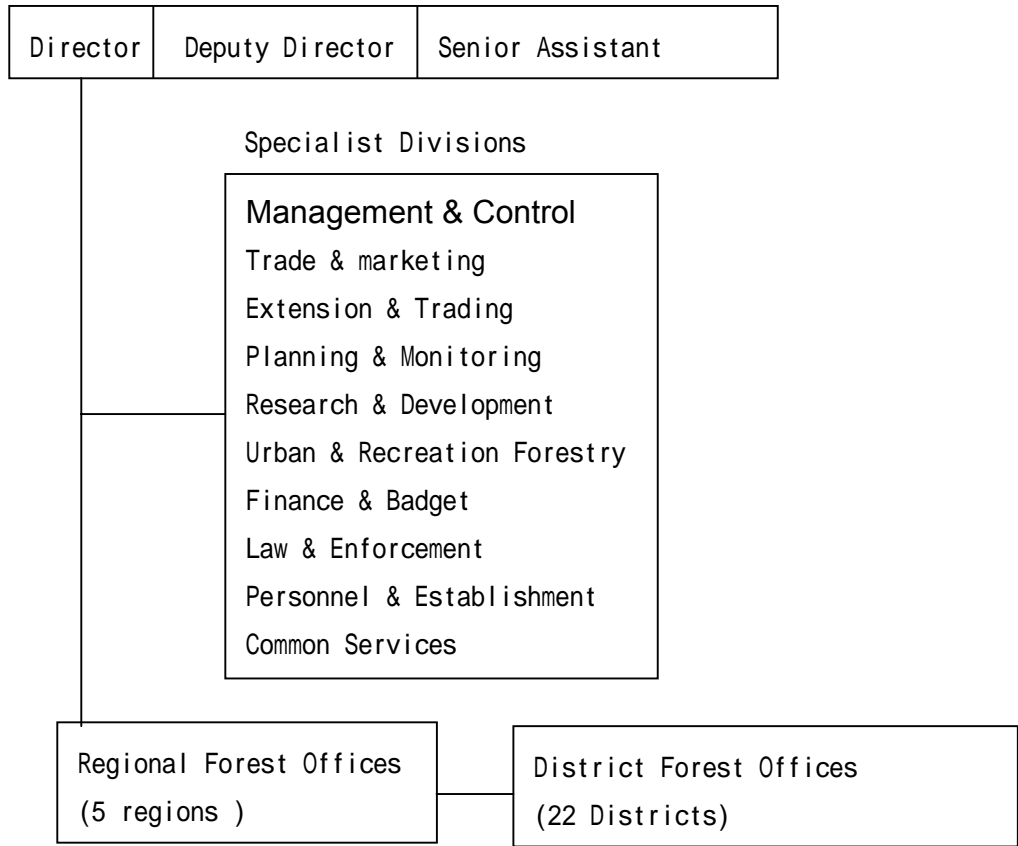 Director Deputy Director Senior Assistant
Specialist Divisions
Management & Control
Trade & marketing
Extension & Trading
Planning & Monitoring
Research & Development
Urban & Recreation Forestry
Finance & Badget
Law & Enforcement
Personnel & Establishment
Common Services
Regional Forest Offices
(5 regions )
District Forest Offices
(22 Districts)